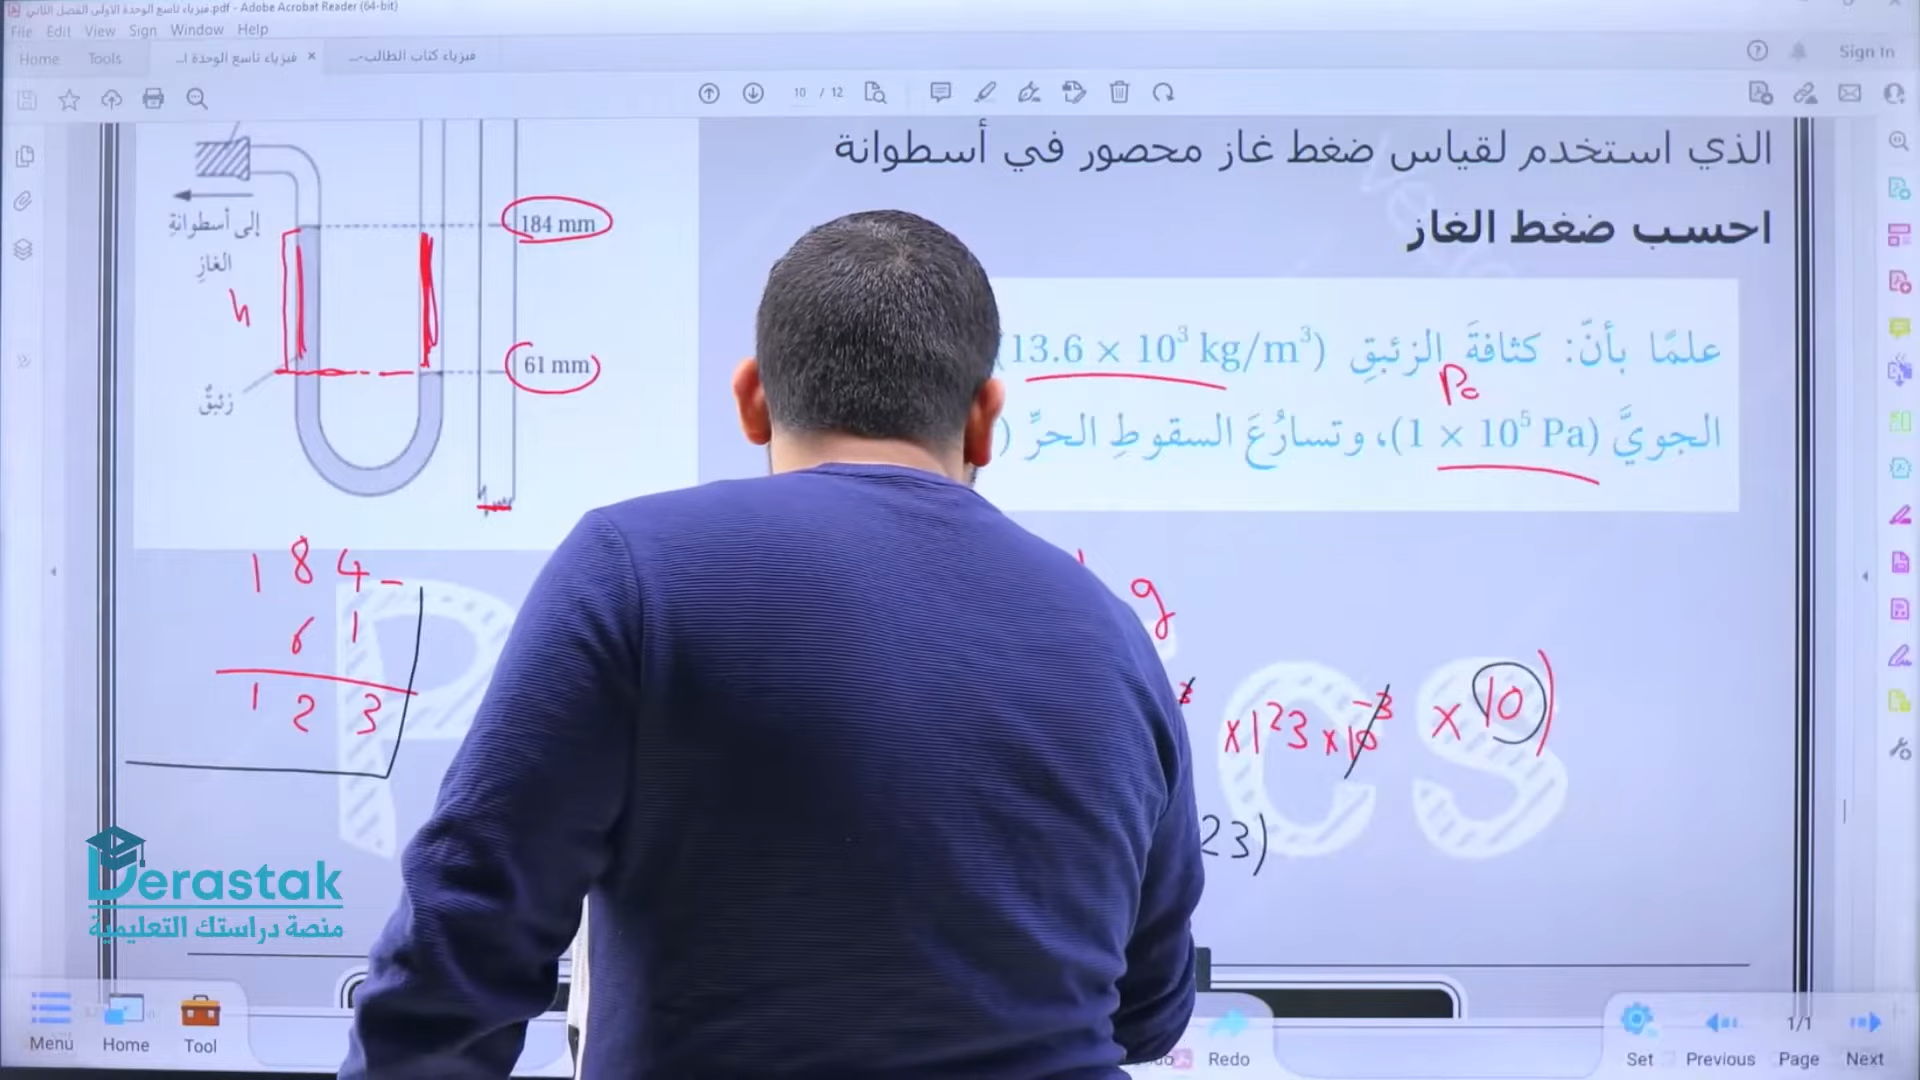 فيزياء تاسع الوحدة الاولى الفصل الثاني.pdf - Adobe Acrobat Reader (64-bit)
File Edit View Sign Window Help
Home Tools فيزياء تاسع الوحدة ا... × فيزياء كتاب الطالب-... Sign In
10 / 12
الذي استخدم لقياس ضغط غاز محصور في أسطوانة
احسب ضغط الغاز
علمًا بأنّ: كثافةَ الزئبقِ (13.6 × 10³ kg/m³)
P₀
الجويَّ (1 × 10⁵ Pa)، وتسارُعَ السقوطِ الحرِّ (
إلى أسطوانةِ
الغازِ
h
زئبقٌ
184 mm
61 mm
184 -
61
123
g
3 ×123 ×10⁻³ × 10)
23)
Derastak
منصة دراستك التعليمية
Menu Home Tool
Redo
Set Previous 1/1 Page Next